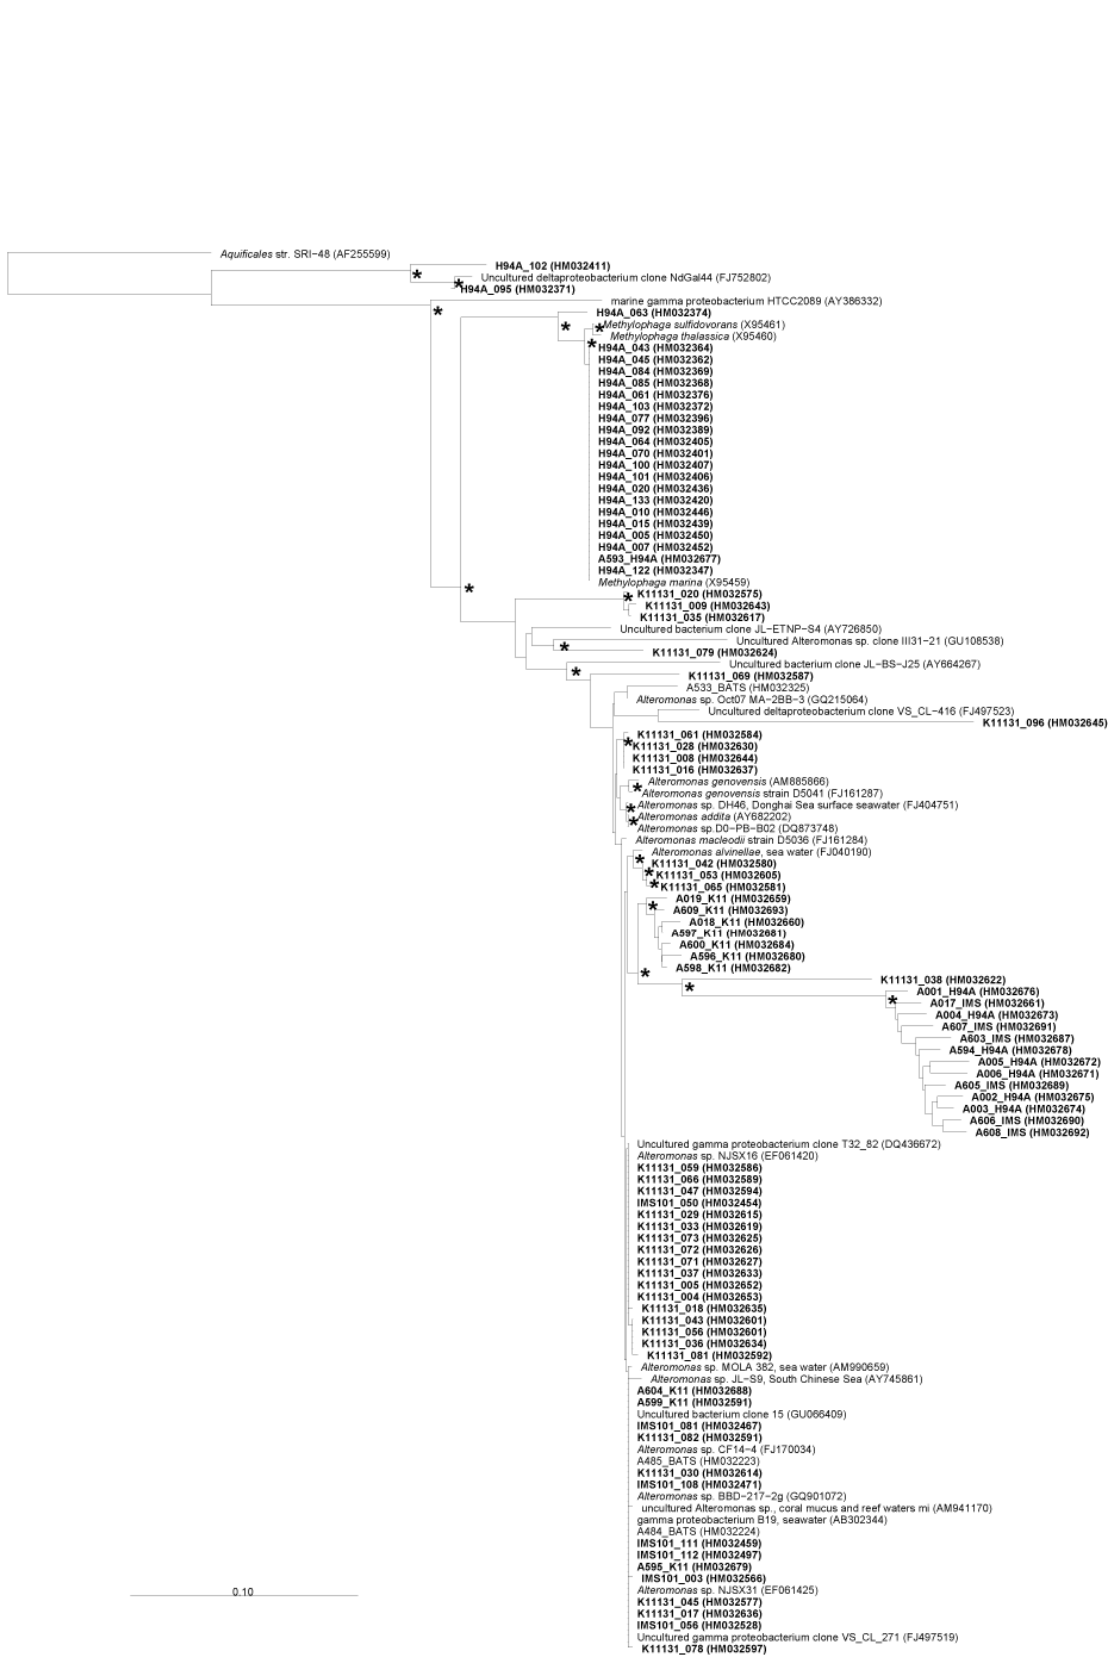 Aquificales str. SRI−48 (AF255599)
H94A_102 (HM032411)
Uncultured deltaproteobacterium clone NdGal44 (FJ752802)
H94A_095 (HM032371)
marine gamma proteobacterium HTCC2089 (AY386332)
H94A_063 (HM032374)
Methylophaga sulfidovorans (X95461)
Methylophaga thalassica (X95460)
H94A_043 (HM032364)
H94A_045 (HM032362)
H94A_084 (HM032369)
H94A_085 (HM032368)
H94A_061 (HM032376)
H94A_103 (HM032372)
H94A_077 (HM032396)
H94A_092 (HM032389)
H94A_064 (HM032405)
H94A_070 (HM032401)
H94A_100 (HM032407)
H94A_101 (HM032406)
H94A_020 (HM032436)
H94A_133 (HM032420)
H94A_010 (HM032446)
H94A_015 (HM032439)
H94A_005 (HM032450)
H94A_007 (HM032452)
A593_H94A (HM032677)
H94A_122 (HM032347)
Methylophaga marina (X95459)
K11131_020 (HM032575)
K11131_009 (HM032643)
K11131_035 (HM032617)
Uncultured bacterium clone JL−ETNP−S4 (AY726850)
Uncultured Alteromonas sp. clone III31−21 (GU108538)
K11131_079 (HM032624)
Uncultured bacterium clone JL−BS−J25 (AY664267)
K11131_069 (HM032587)
A533_BATS (HM032325)
Alteromonas sp. Oct07 MA−2BB−3 (GQ215064)
Uncultured deltaproteobacterium clone VS_CL−416 (FJ497523)
K11131_096 (HM032645)
K11131_061 (HM032584)
K11131_028 (HM032630)
K11131_008 (HM032644)
K11131_016 (HM032637)
Alteromonas genovensis (AM885866)
Alteromonas genovensis strain D5041 (FJ161287)
Alteromonas sp. DH46, Donghai Sea surface seawater (FJ404751)
Alteromonas addita (AY682202)
Alteromonas sp.D0−PB−B02 (DQ873748)
Alteromonas macleodii strain D5036 (FJ161284)
Alteromonas alvinellae, sea water (FJ040190)
K11131_042 (HM032580)
K11131_053 (HM032605)
K11131_065 (HM032581)
A019_K11 (HM032659)
A609_K11 (HM032693)
A018_K11 (HM032660)
A597_K11 (HM032681)
A600_K11 (HM032684)
A596_K11 (HM032680)
A598_K11 (HM032682)
K11131_038 (HM032622)
A001_H94A (HM032676)
A017_IMS (HM032661)
A004_H94A (HM032673)
A607_IMS (HM032691)
A603_IMS (HM032687)
A594_H94A (HM032678)
A005_H94A (HM032672)
A006_H94A (HM032671)
A605_IMS (HM032689)
A002_H94A (HM032675)
A003_H94A (HM032674)
A606_IMS (HM032690)
A608_IMS (HM032692)
Uncultured gamma proteobacterium clone T32_82 (DQ436672)
Alteromonas sp. NJSX16 (EF061420)
K11131_059 (HM032586)
K11131_066 (HM032589)
K11131_047 (HM032594)
IMS101_050 (HM032454)
K11131_029 (HM032615)
K11131_033 (HM032619)
K11131_073 (HM032625)
K11131_072 (HM032626)
K11131_071 (HM032627)
K11131_037 (HM032633)
K11131_005 (HM032652)
K11131_004 (HM032653)
K11131_018 (HM032635)
K11131_043 (HM032601)
K11131_056 (HM032601)
K11131_036 (HM032634)
K11131_081 (HM032592)
Alteromonas sp. MOLA 382, sea water (AM990659)
Alteromonas sp. JL−S9, South Chinese Sea (AY745861)
A604_K11 (HM032688)
A599_K11 (HM032591)
Uncultured bacterium clone 15 (GU066409)
IMS101_081 (HM032467)
K11131_082 (HM032591)
Alteromonas sp. CF14−4 (FJ170034)
A485_BATS (HM032223)
K11131_030 (HM032614)
IMS101_108 (HM032471)
Alteromonas sp. BBD−217−2g (GQ901072)
uncultured Alteromonas sp., coral mucus and reef waters mi (AM941170)
gamma proteobacterium B19, seawater (AB302344)
A484_BATS (HM032224)
IMS101_111 (HM032459)
IMS101_112 (HM032497)
A595_K11 (HM032679)
IMS101_003 (HM032566)
Alteromonas sp. NJSX31 (EF061425)
K11131_045 (HM032577)
K11131_017 (HM032636)
IMS101_056 (HM032528)
Uncultured gamma proteobacterium clone VS_CL_271 (FJ497519)
K11131_078 (HM032597)
0.10